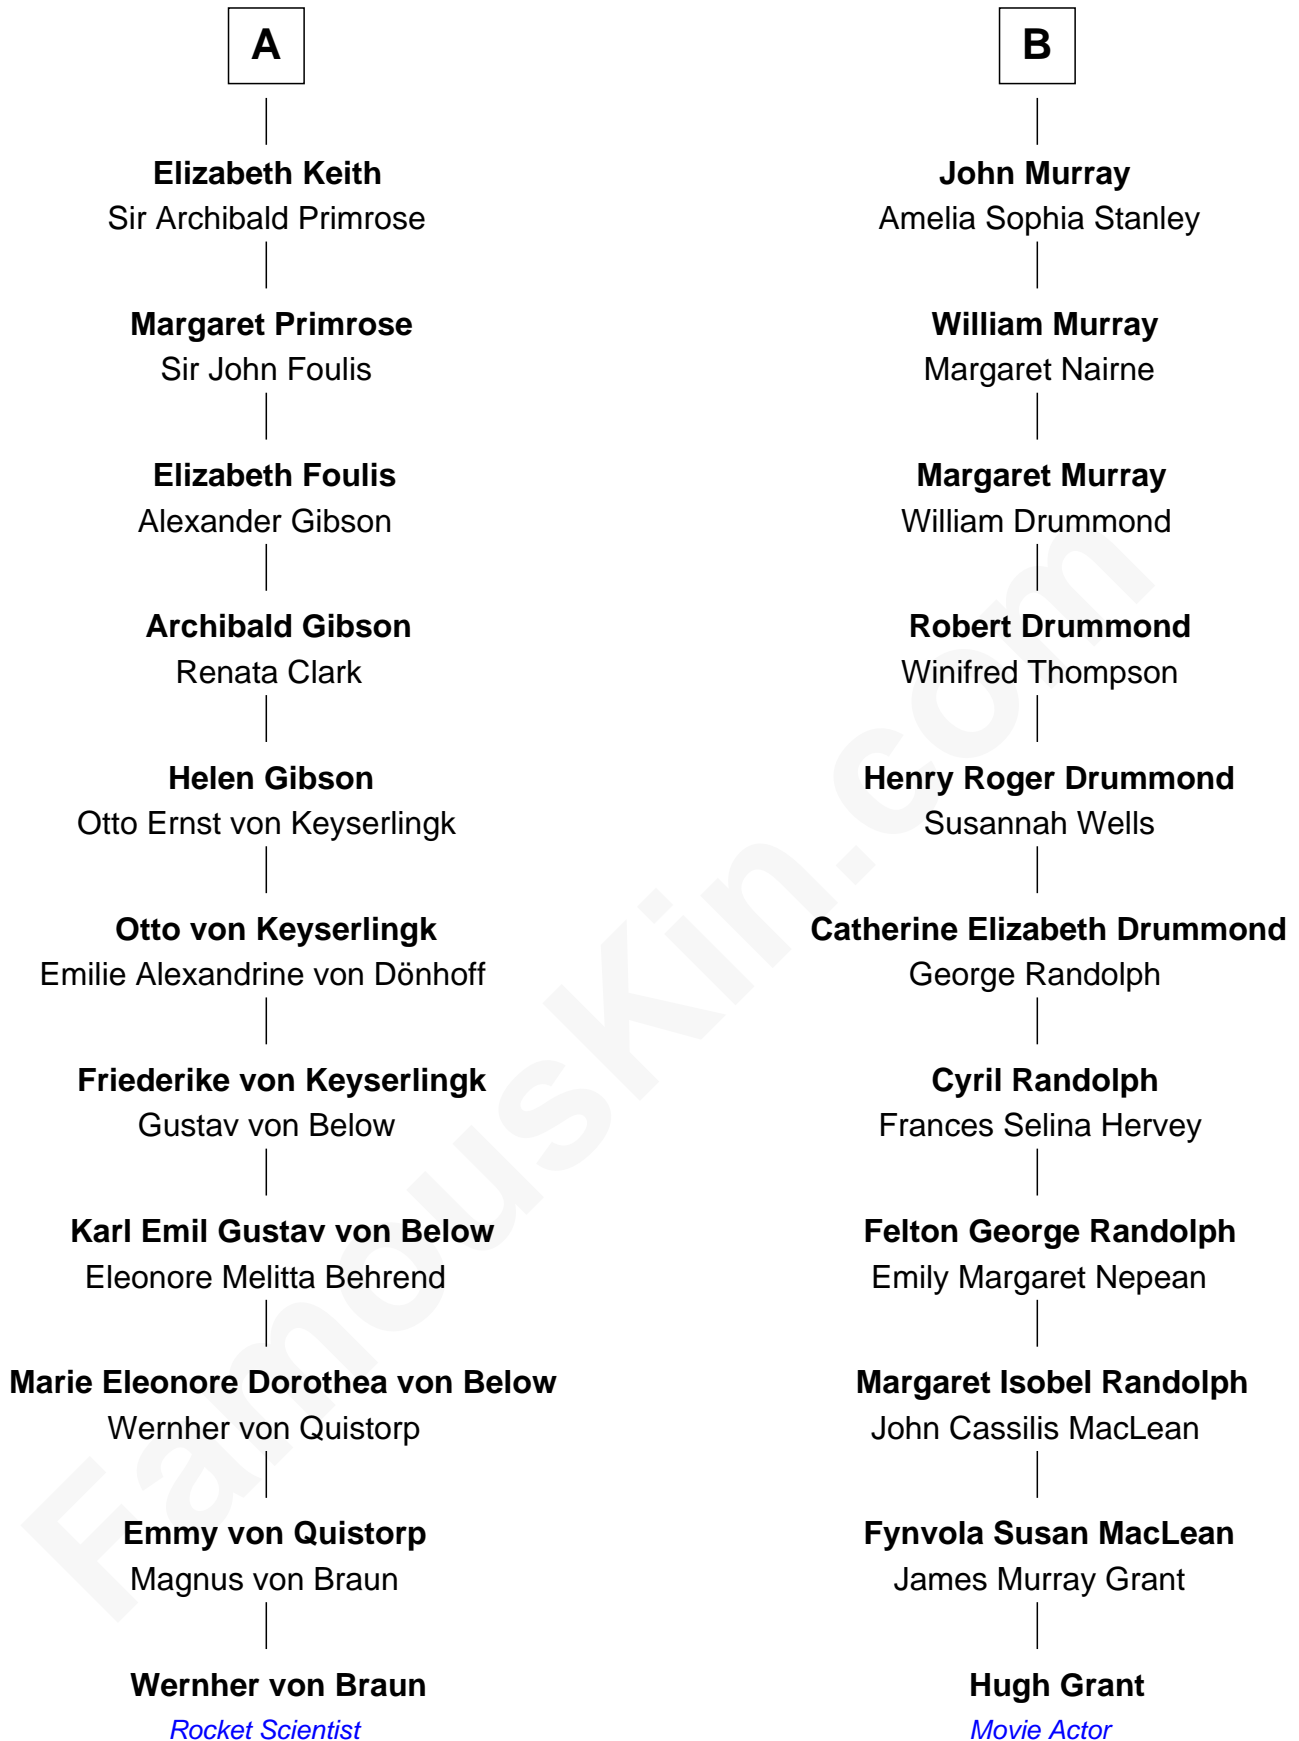 A
Elizabeth Keith
Sir Archibald Primrose
Margaret Primrose
Sir John Foulis
Elizabeth Foulis
Alexander Gibson
Archibald Gibson
Renata Clark
Helen Gibson
Otto Ernst von Keyserlingk
Otto von Keyserlingk
Emilie Alexandrine von Dönhoff
Friederike von Keyserlingk
Gustav von Below
Karl Emil Gustav von Below
Eleonore Melitta Behrend
Marie Eleonore Dorothea von Below
Wernher von Quistorp
Emmy von Quistorp
Magnus von Braun
Wernher von Braun
Rocket Scientist
B
John Murray
Amelia Sophia Stanley
William Murray
Margaret Nairne
Margaret Murray
William Drummond
Robert Drummond
Winifred Thompson
Henry Roger Drummond
Susannah Wells
Catherine Elizabeth Drummond
George Randolph
Cyril Randolph
Frances Selina Hervey
Felton George Randolph
Emily Margaret Nepean
Margaret Isobel Randolph
John Cassilis MacLean
Fynvola Susan MacLean
James Murray Grant
Hugh Grant
Movie Actor
FamousKin.com